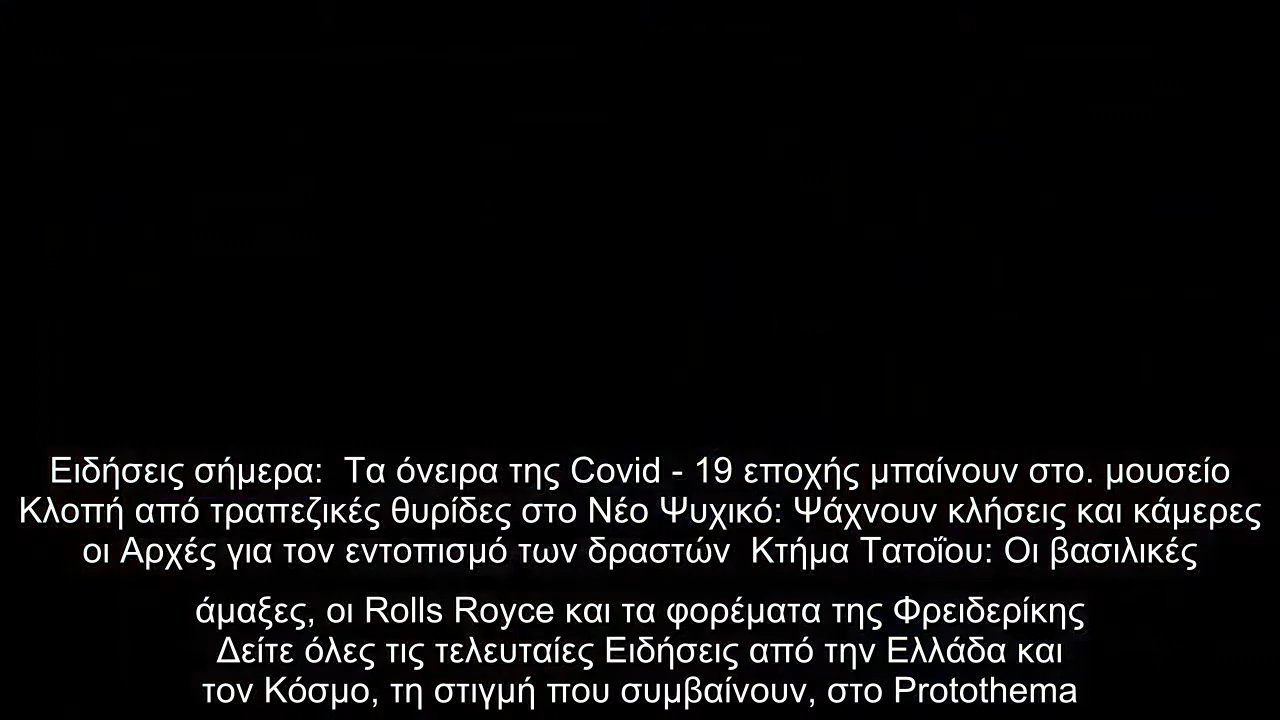 Ειδήσεις σήμερα:  Τα όνειρα της Covid - 19 εποχής μπαίνουν στο. μουσείο
Κλοπή από τραπεζικές θυρίδες στο Νέο Ψυχικό: Ψάχνουν κλήσεις και κάμερες
οι Αρχές για τον εντοπισμό των δραστών  Κτήμα Τατοΐου: Οι βασιλικές
άμαξες, οι Rolls Royce και τα φορέματα της Φρειδερίκης
Δείτε όλες τις τελευταίες Ειδήσεις από την Ελλάδα και
τον Κόσμο, τη στιγμή που συμβαίνουν, στο Protothema